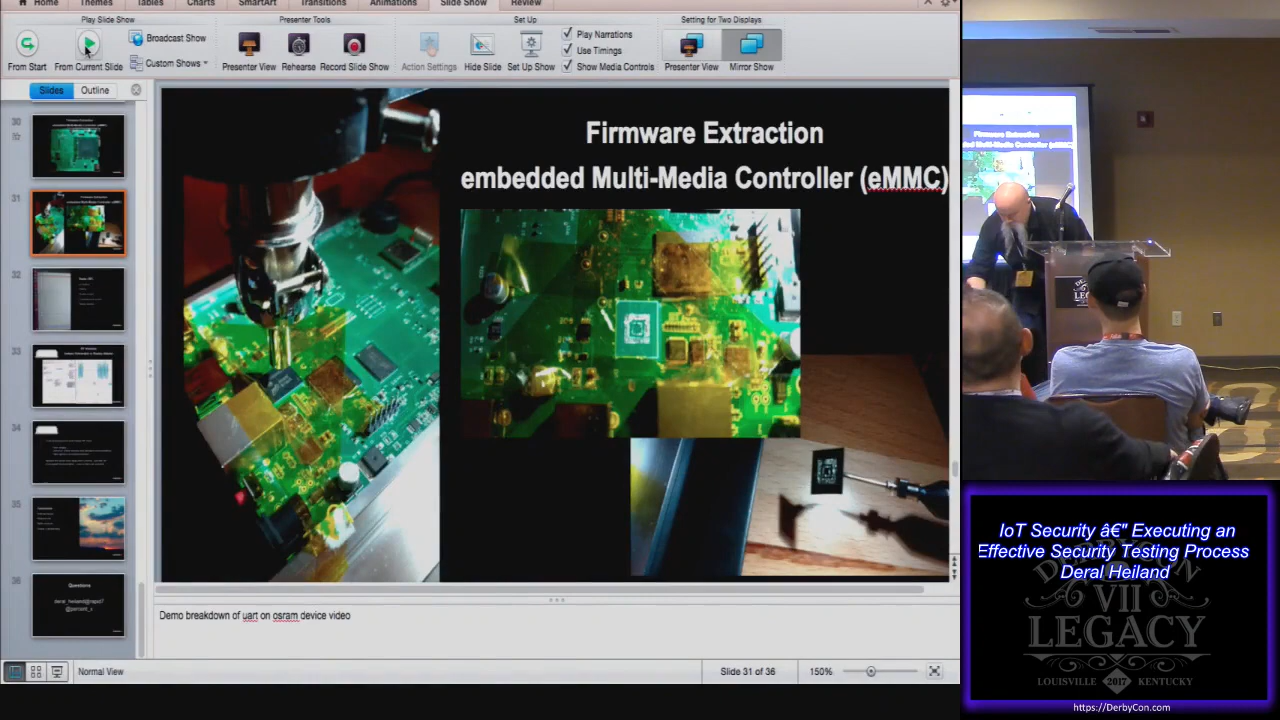 Home
Themes
Tables
Charts
SmartArt
Transitions
Animations
Slide Show
Review
Play Slide Show
Presenter Tools
Set Up
Setting for Two Displays
From Start
From Current Slide
Broadcast Show
Custom Shows
Presenter View
Rehearse
Record Slide Show
Action Settings
Hide Slide
Set Up Show
Play Narrations
Use Timings
Show Media Controls
Presenter View
Mirror Show
Slides
Outline
30
31
32
33
34
35
36
Questions
Firmware Extraction
embedded Multi-Media Controller (eMMC)
Demo breakdown of uart on osram device video
Normal View
Slide 31 of 36
150%
Firmware Extraction
IoT Security â€" Executing an
Effective Security Testing Process
Deral Heiland
DERBYCON
VII
LEGACY
LOUISVILLE 2017 KENTUCKY
https://DerbyCon.com